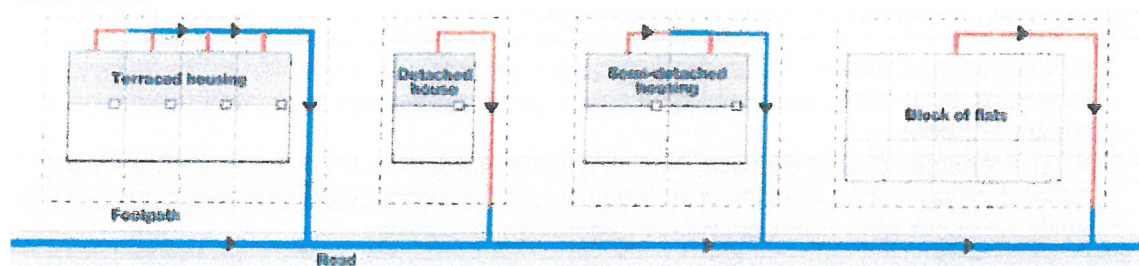 Terraced housing
Detached
house
Semi-detached
housing
Block of flats
Footpath
Road